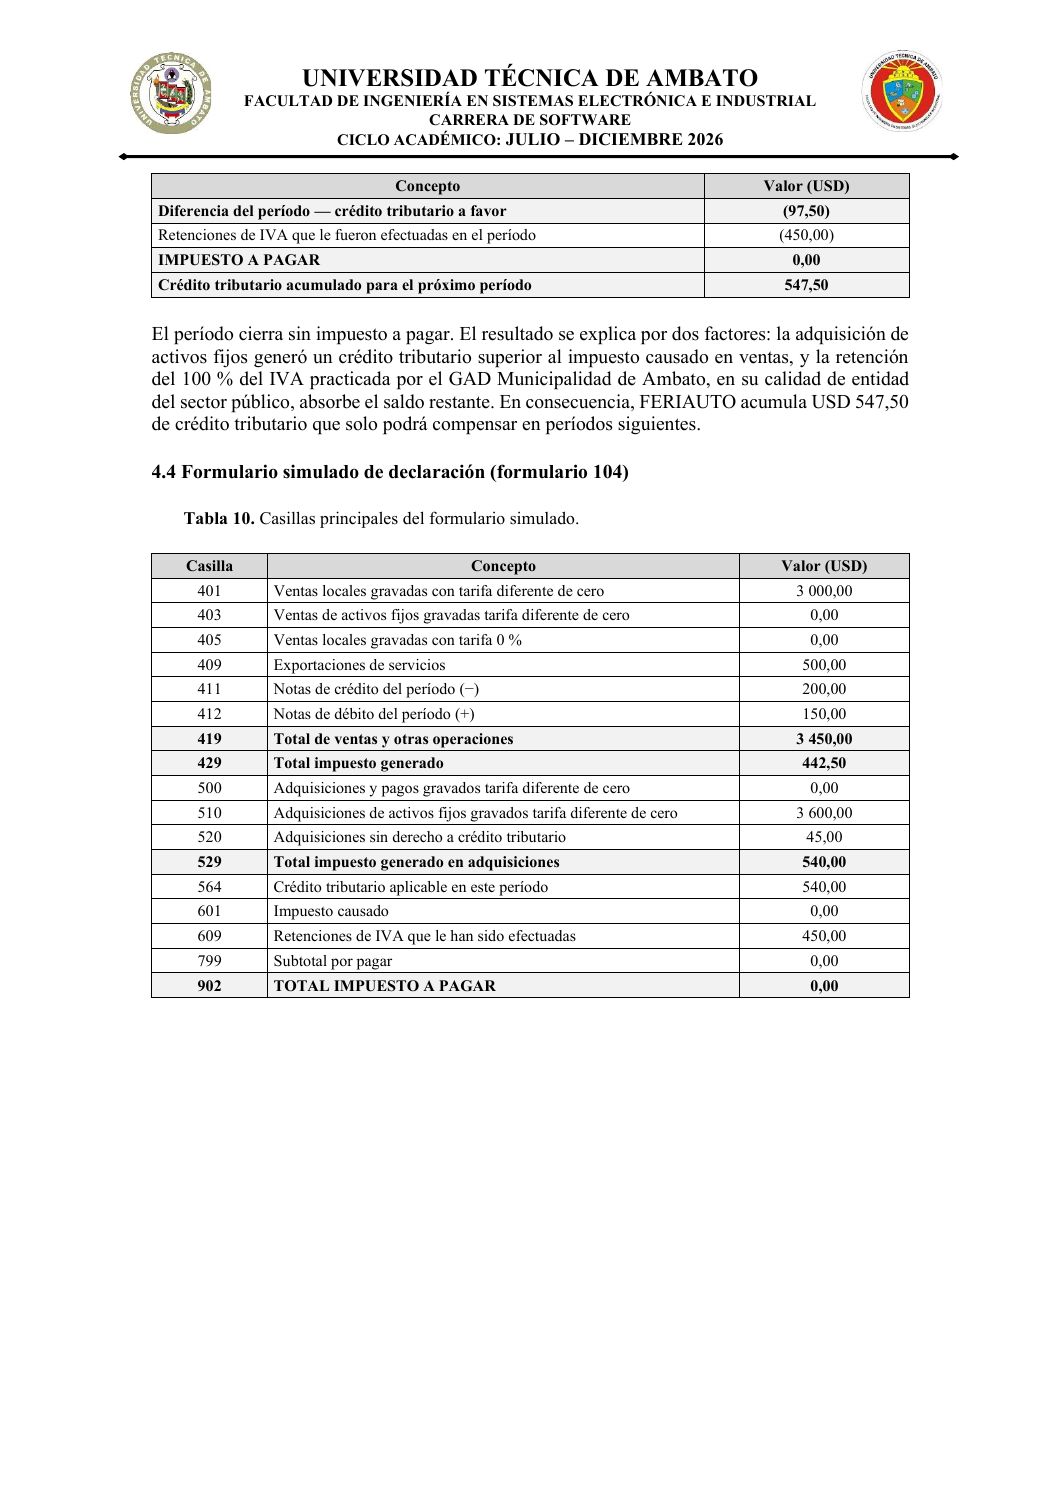 UNIVERSIDAD TÉCNICA DE AMBATO
FACULTAD DE INGENIERÍA EN SISTEMAS ELECTRÓNICA E INDUSTRIAL
CARRERA DE SOFTWARE
CICLO ACADÉMICO: JULIO – DICIEMBRE 2026
Concepto Valor (USD)
Diferencia del período — crédito tributario a favor (97,50)
Retenciones de IVA que le fueron efectuadas en el período (450,00)
IMPUESTO A PAGAR 0,00
Crédito tributario acumulado para el próximo período 547,50
El período cierra sin impuesto a pagar. El resultado se explica por dos factores: la adquisición de
activos fijos generó un crédito tributario superior al impuesto causado en ventas, y la retención
del 100 % del IVA practicada por el GAD Municipalidad de Ambato, en su calidad de entidad
del sector público, absorbe el saldo restante. En consecuencia, FERIAUTO acumula USD 547,50
de crédito tributario que solo podrá compensar en períodos siguientes.
4.4 Formulario simulado de declaración (formulario 104)
Tabla 10. Casillas principales del formulario simulado.
Casilla Concepto Valor (USD)
401 Ventas locales gravadas con tarifa diferente de cero 3 000,00
403 Ventas de activos fijos gravadas tarifa diferente de cero 0,00
405 Ventas locales gravadas con tarifa 0 % 0,00
409 Exportaciones de servicios 500,00
411 Notas de crédito del período (−) 200,00
412 Notas de débito del período (+) 150,00
419 Total de ventas y otras operaciones 3 450,00
429 Total impuesto generado 442,50
500 Adquisiciones y pagos gravados tarifa diferente de cero 0,00
510 Adquisiciones de activos fijos gravados tarifa diferente de cero 3 600,00
520 Adquisiciones sin derecho a crédito tributario 45,00
529 Total impuesto generado en adquisiciones 540,00
564 Crédito tributario aplicable en este período 540,00
601 Impuesto causado 0,00
609 Retenciones de IVA que le han sido efectuadas 450,00
799 Subtotal por pagar 0,00
902 TOTAL IMPUESTO A PAGAR 0,00